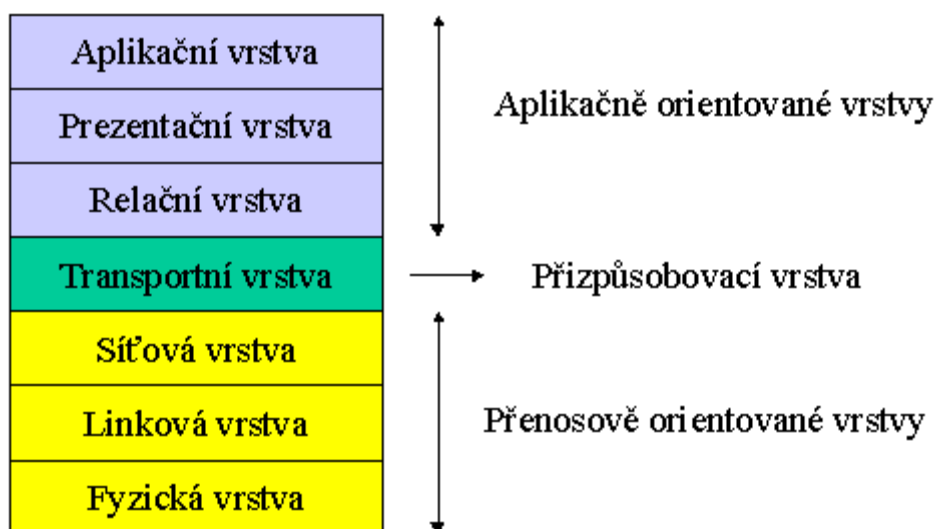 Aplikační vrstva
Prezentační vrstva
Relační vrstva
Transportní vrstva
Síťová vrstva
Linková vrstva
Fyzická vrstva
Aplikačně orientované vrstvy
Přizpůsobovací vrstva
Přenosově orientované vrstvy